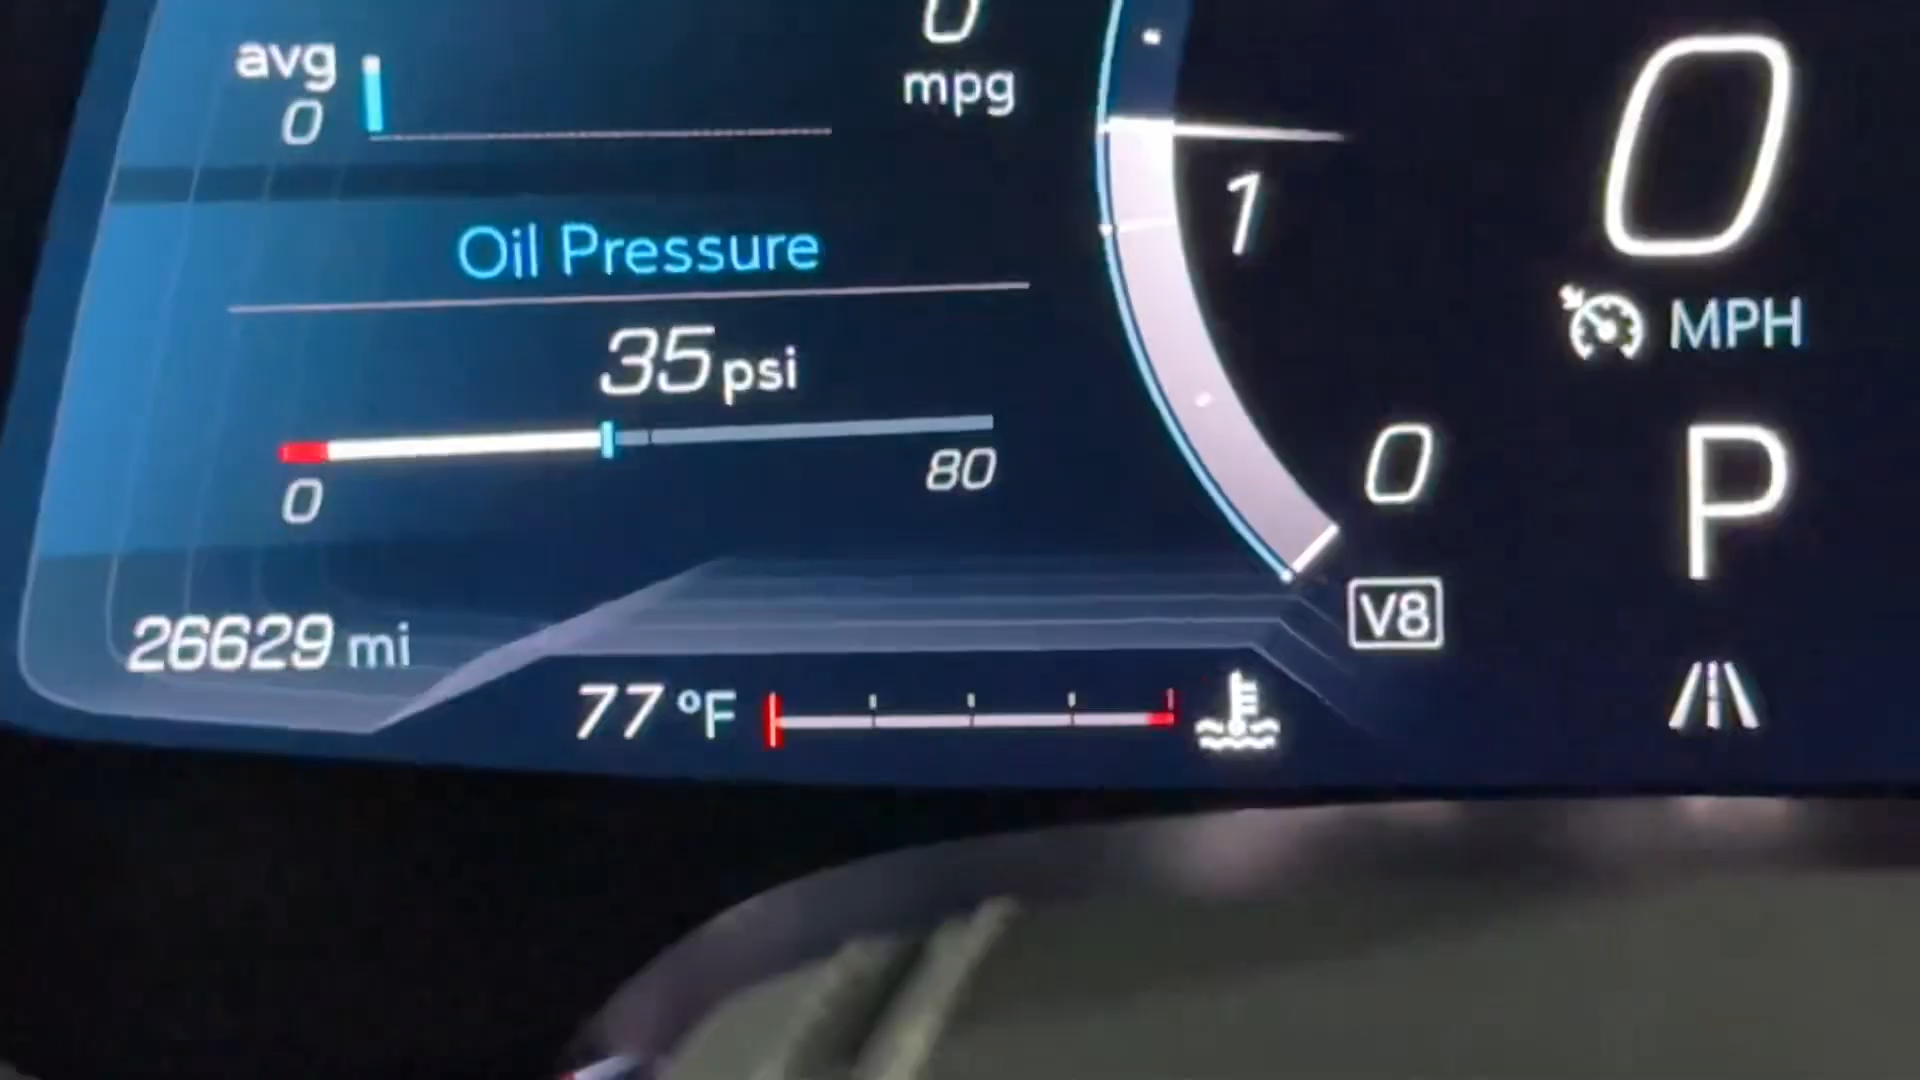 avg
0
0
mpg
Oil Pressure
35 psi
0
80
26629 mi
77 °F
1
0
V8
0
MPH
P